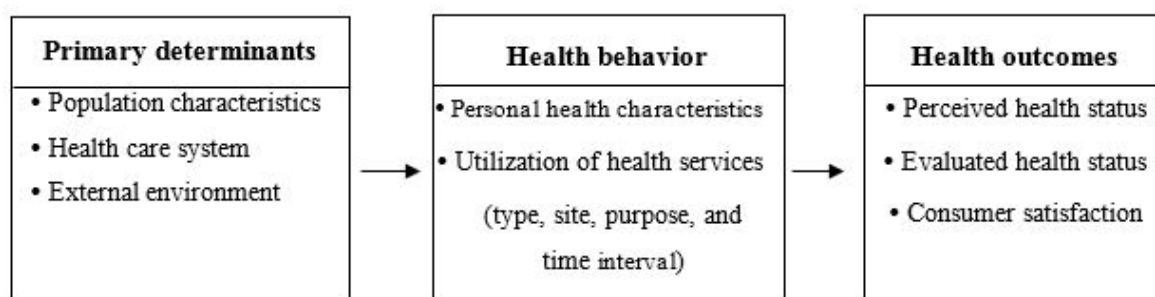 Primary determinants
• Population characteristics
• Health care system
• External environment
Health behavior
• Personal health characteristics
• Utilization of health services
(type, site, purpose, and
time interval)
Health outcomes
• Perceived health status
• Evaluated health status
• Consumer satisfaction